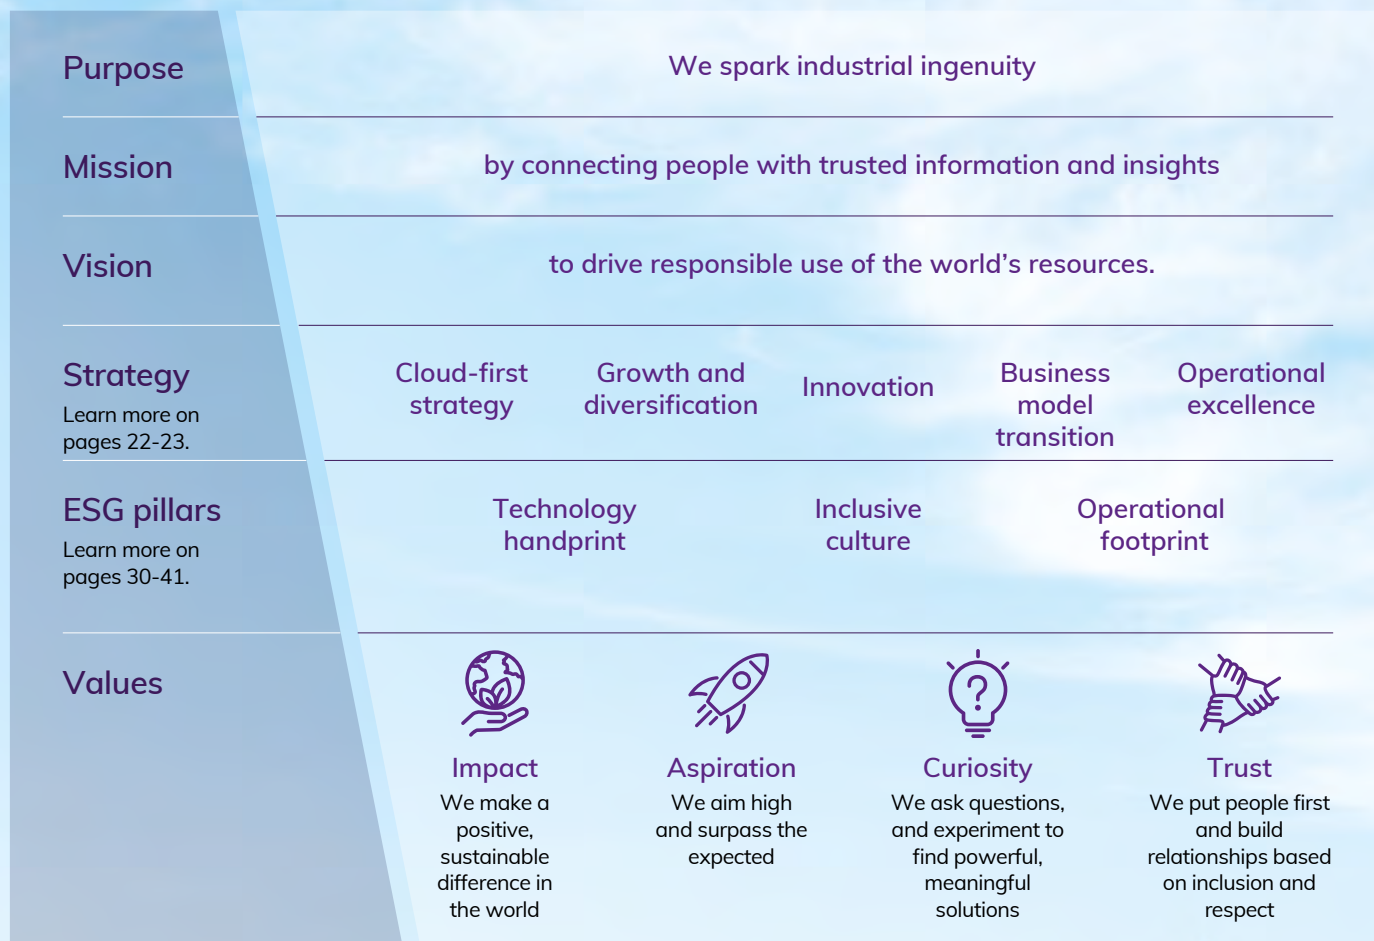 Purpose
We spark industrial ingenuity
Mission
by connecting people with trusted information and insights
Vision
to drive responsible use of the world’s resources.
Strategy
Learn more on
pages 22-23.
Cloud-first
strategy
Growth and
diversification
Innovation
Business
model
transition
Operational
excellence
ESG pillars
Learn more on
pages 30-41.
Technology
handprint
Inclusive
culture
Operational
footprint
Values
?
Impact
We make a
positive,
sustainable
difference in
the world
Aspiration
We aim high
and surpass the
expected
Curiosity
We ask questions,
and experiment to
find powerful,
meaningful
solutions
Trust
We put people first
and build
relationships based
on inclusion and
respect